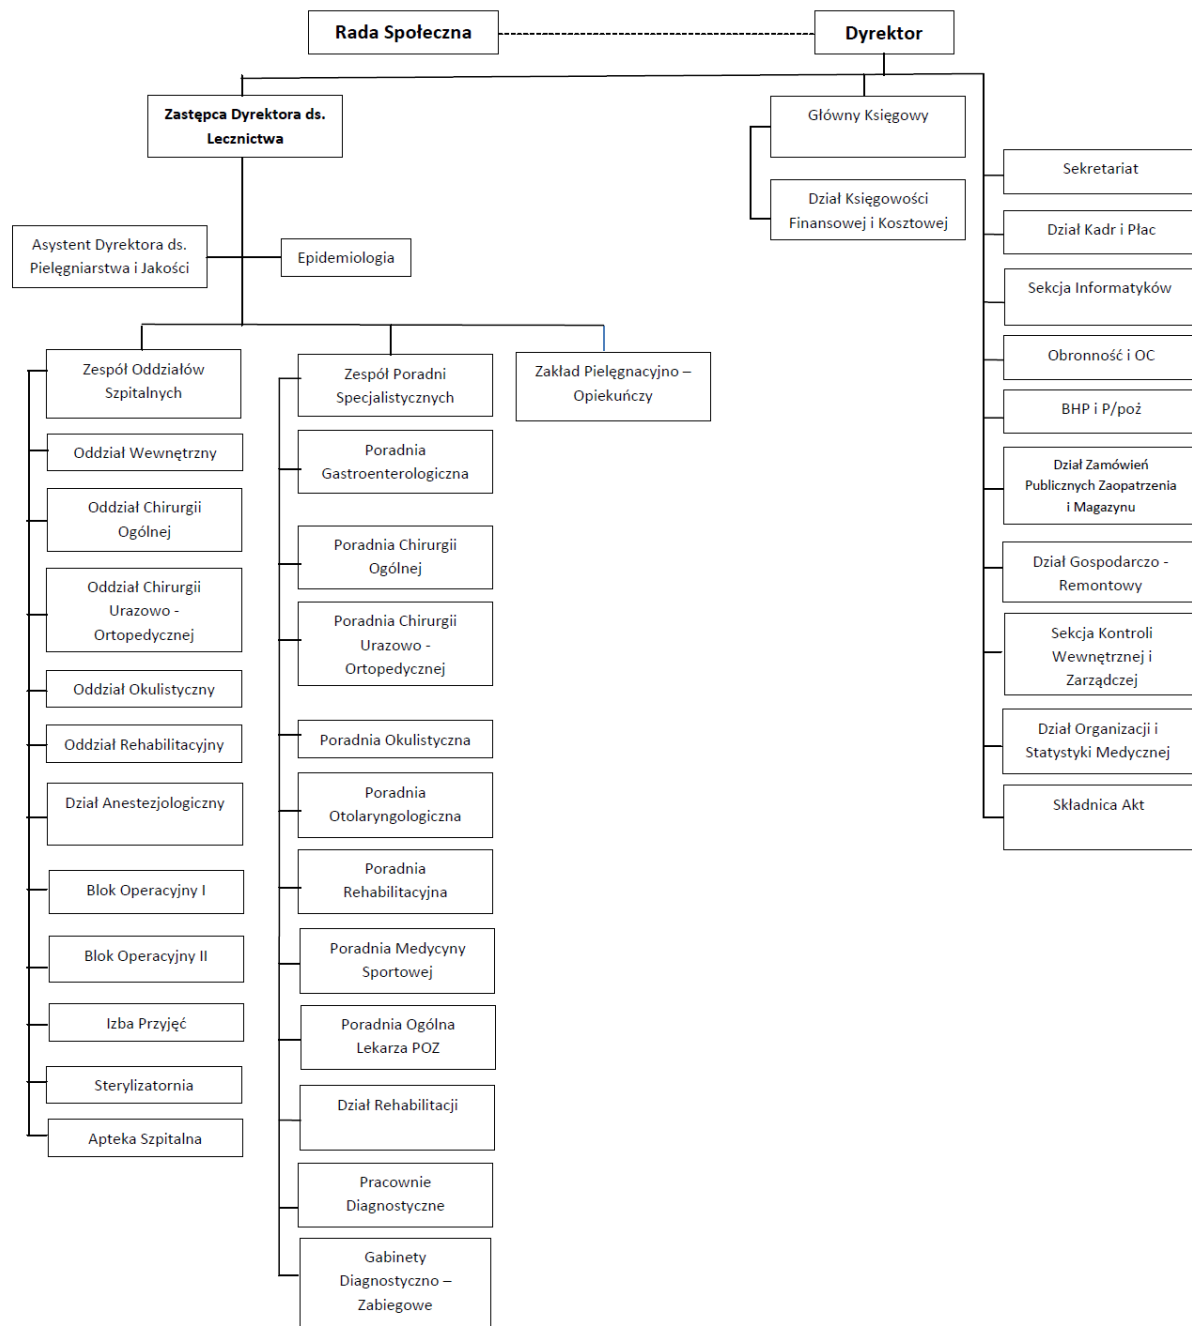 Rada Społeczna
Dyrektor
Zastępca Dyrektora ds.
Lecznictwa
Główny Księgowy
Dział Księgowości
Finansowej i Kosztowej
Asystent Dyrektora ds.
Pielęgniarstwa i Jakości
Epidemiologia
Zespół Oddziałów
Szpitalnych
Oddział Wewnętrzny
Oddział Chirurgii
Ogólnej
Oddział Chirurgii
Urazowo -
Ortopedycznej
Oddział Okulistyczny
Oddział Rehabilitacyjny
Dział Anestezjologiczny
Blok Operacyjny I
Blok Operacyjny II
Izba Przyjęć
Sterylizatornia
Apteka Szpitalna
Zespół Poradni
Specjalistycznych
Poradnia
Gastroenterologiczna
Poradnia Chirurgii
Ogólnej
Poradnia Chirurgii
Urazowo -
Ortopedycznej
Poradnia Okulistyczna
Poradnia
Otolaryngologiczna
Poradnia
Rehabilitacyjna
Poradnia Medycyny
Sportowej
Poradnia Ogólna
Lekarza POZ
Dział Rehabilitacji
Pracownie
Diagnostyczne
Gabinety
Diagnostyczno –
Zabiegowe
Zakład Pielęgnacyjno –
Opiekuńczy
Sekretariat
Dział Kadr i Płac
Sekcja Informatyków
Obronność i OC
BHP i P/poż
Dział Zamówień
Publicznych Zaopatrzenia
i Magazynu
Dział Gospodarczo -
Remontowy
Sekcja Kontroli
Wewnętrznej i
Zarządczej
Dział Organizacji i
Statystyki Medycznej
Składnica Akt